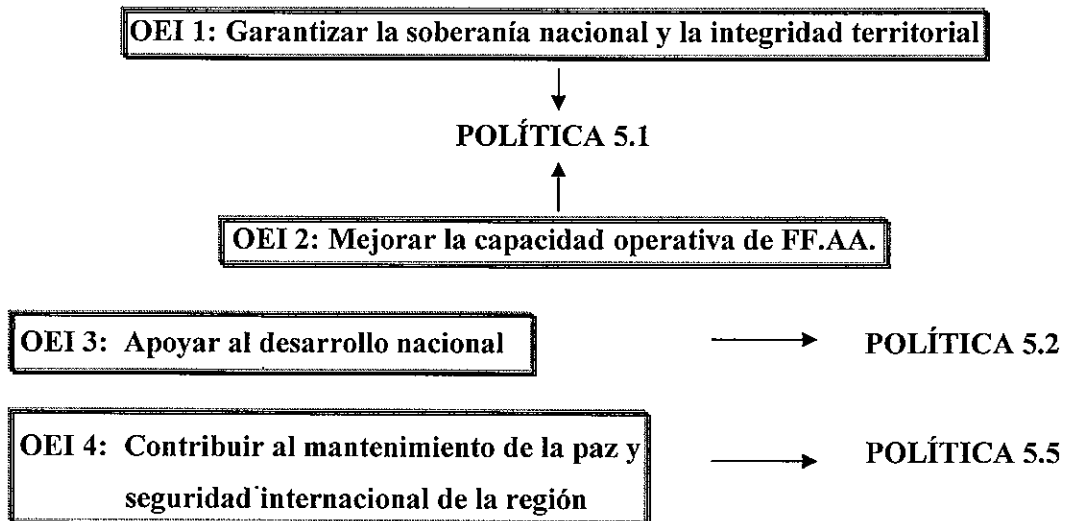 OEI 1: Garantizar la soberanía nacional y la integridad territorial
POLÍTICA 5.1
OEI 2: Mejorar la capacidad operativa de FF.AA.
OEI 3: Apoyar al desarrollo nacional
POLÍTICA 5.2
OEI 4: Contribuir al mantenimiento de la paz y
seguridad internacional de la región
POLÍTICA 5.5